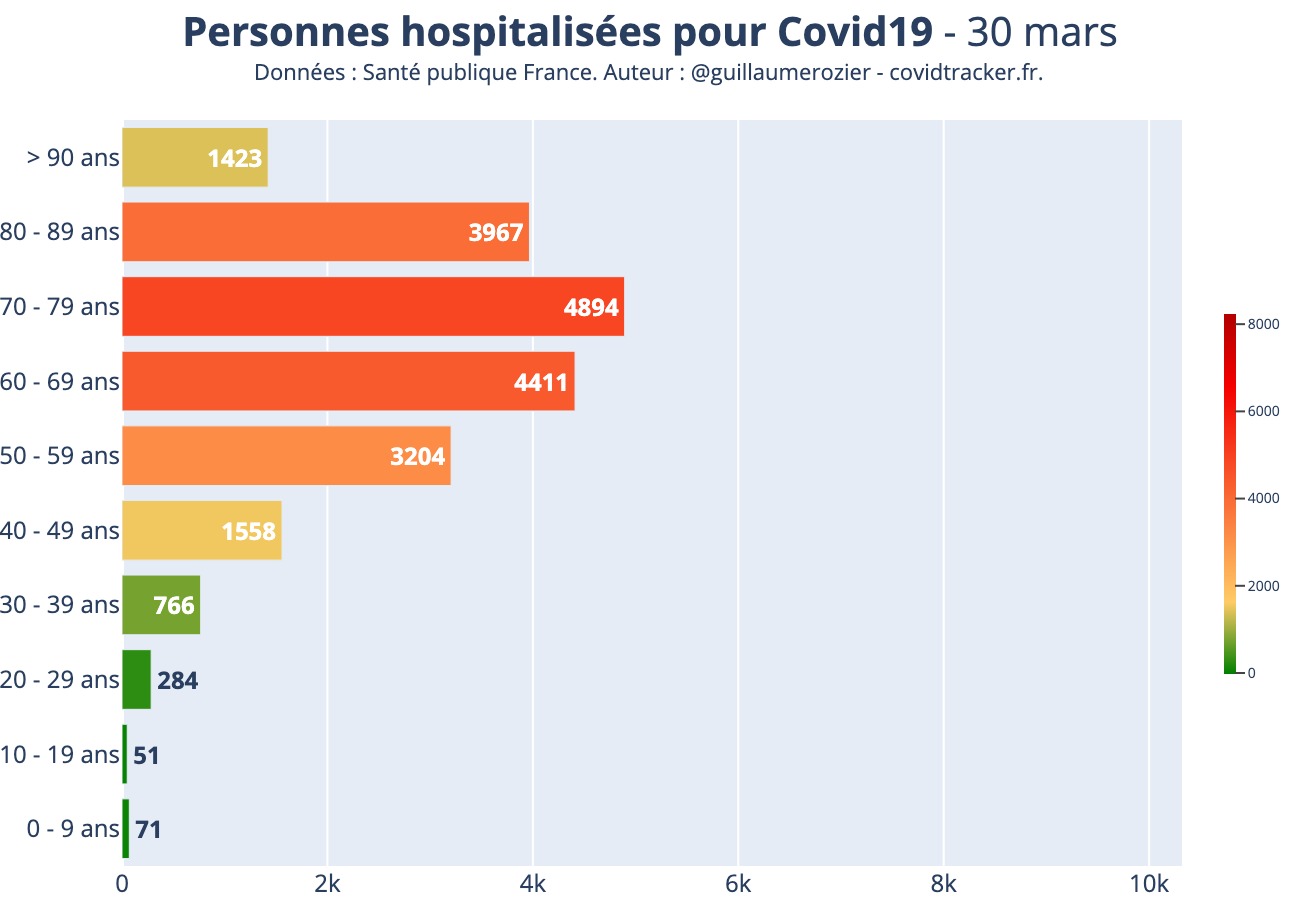 Personnes hospitalisées pour Covid19 - 30 mars
Données : Santé publique France. Auteur : @guillaumerozier - covidtracker.fr.
> 90 ans 1423
80 - 89 ans 3967
70 - 79 ans 4894
60 - 69 ans 4411
50 - 59 ans 3204
40 - 49 ans 1558
30 - 39 ans 766
20 - 29 ans 284
10 - 19 ans 51
0 - 9 ans 71
0 2k 4k 6k 8k 10k
8000
6000
4000
2000
0